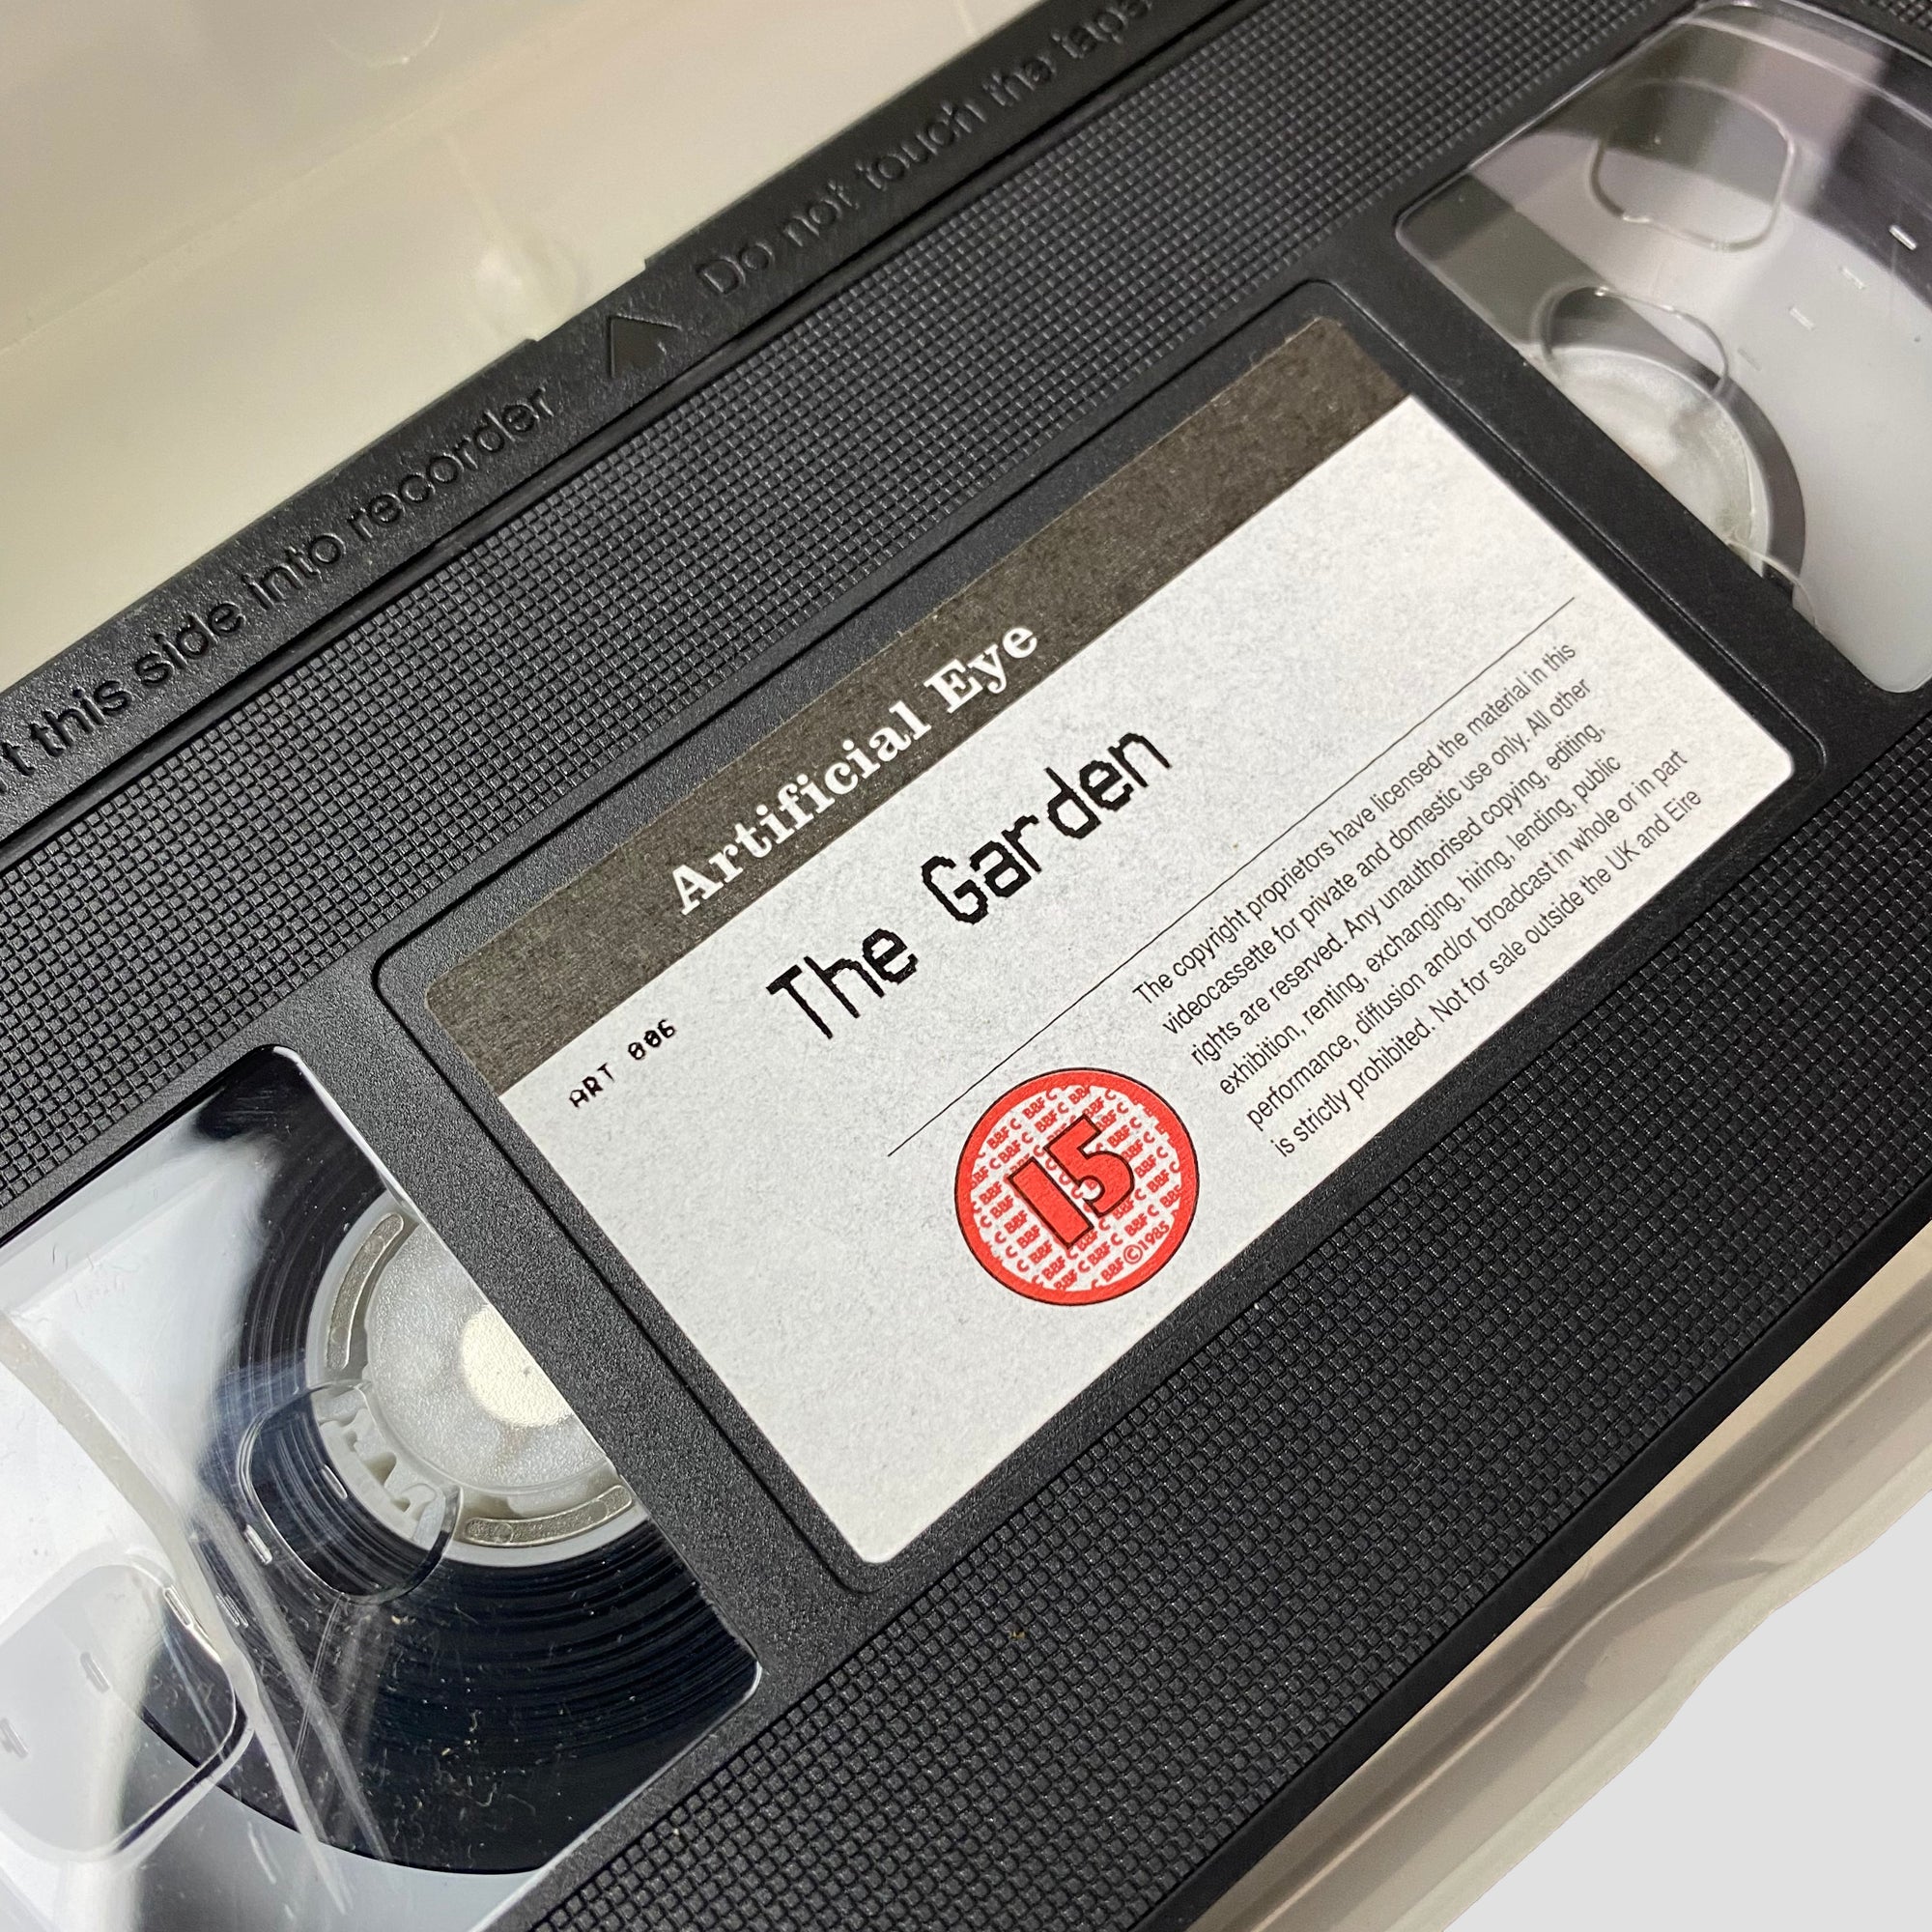 t this side into recorder
Do not touch the tape
Artificial Eye
ART 006
The Garden
The copyright proprietors have licensed the material in this
videocassette for private and domestic use only. All other
rights are reserved. Any unauthorised copying, editing,
exhibition, renting, exchanging, hiring, lending, public
performance, diffusion and/or broadcast in whole or in part
is strictly prohibited. Not for sale outside the UK and Eire
15
BBFC
©1985